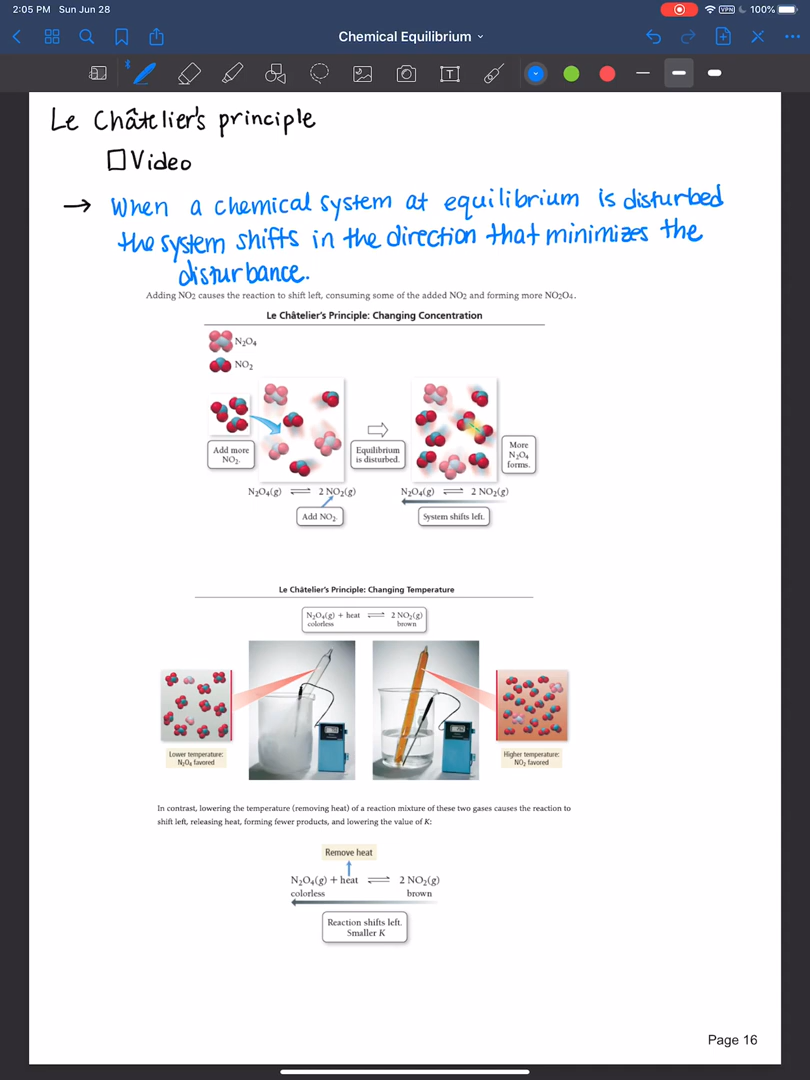 2:05 PM Sun Jun 28
VPN 100%
Chemical Equilibrium
T
Le Châtelier's principle
Video
→ When a chemical system at equilibrium is disturbed
the system shifts in the direction that minimizes the
disturbance.
Adding NO2 causes the reaction to shift left, consuming some of the added NO2 and forming more NO2O4.
Le Châtelier's Principle: Changing Concentration
N₂O₄
NO₂
Add more
NO₂.
Equilibrium
is disturbed.
More
N₂O₄
forms.
N₂O₄(g) ⇌ 2 NO₂(g)
N₂O₄(g) ⇌ 2 NO₂(g)
Add NO₂.
System shifts left.
Le Châtelier's Principle: Changing Temperature
N₂O₄(g) + heat ⇌ 2 NO₂(g)
colorless brown
Lower temperature:
N₂O₄ favored
Higher temperature:
NO₂ favored
In contrast, lowering the temperature (removing heat) of a reaction mixture of these two gases causes the reaction to
shift left, releasing heat, forming fewer products, and lowering the value of K:
Remove heat
N₂O₄(g) + heat ⇌ 2 NO₂(g)
colorless brown
Reaction shifts left.
Smaller K
Page 16